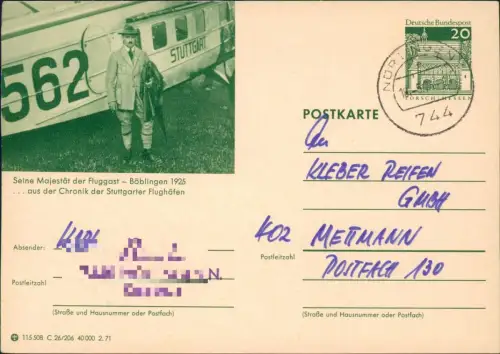 562
STUTTGART
Deutsche Bundespost
20
744
POSTKARTE
An
KLEBER REIFEN
GMBH
402 METTMANN
POSTFACH 130
Postleitzahl
Seine Majestät der Fluggast – Böblingen 1925
...aus der Chronik der Stuttgarter Flughäfen
Absender:
Postleitzahl
(Straße und Hausnummer oder Postfach)
(Straße und Hausnummer oder Postfach)
115 508 C 26/206 40 000 2. 71